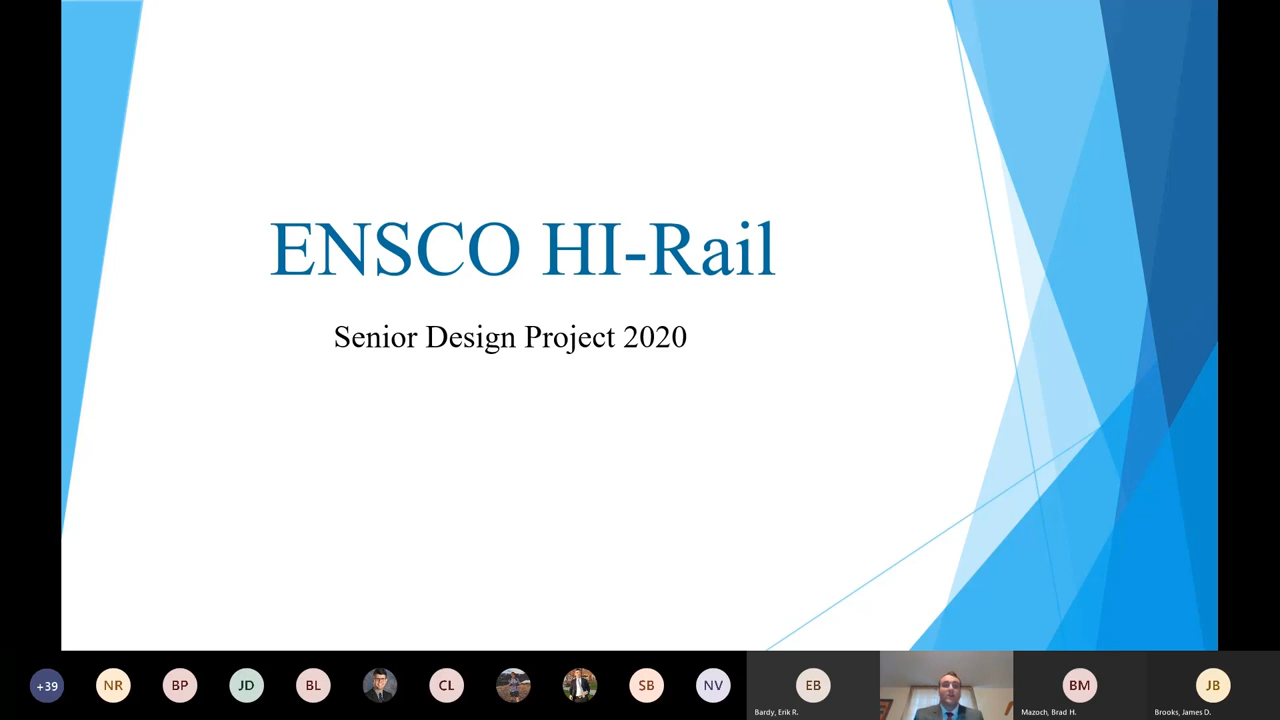 ENSCO HI-Rail
Senior Design Project 2020
+39
NR
BP
JD
BL
CL
SB
NV
EB
BM
JB
Bardy, Erik R.
Mazoch, Brad H.
Brooks, James D.